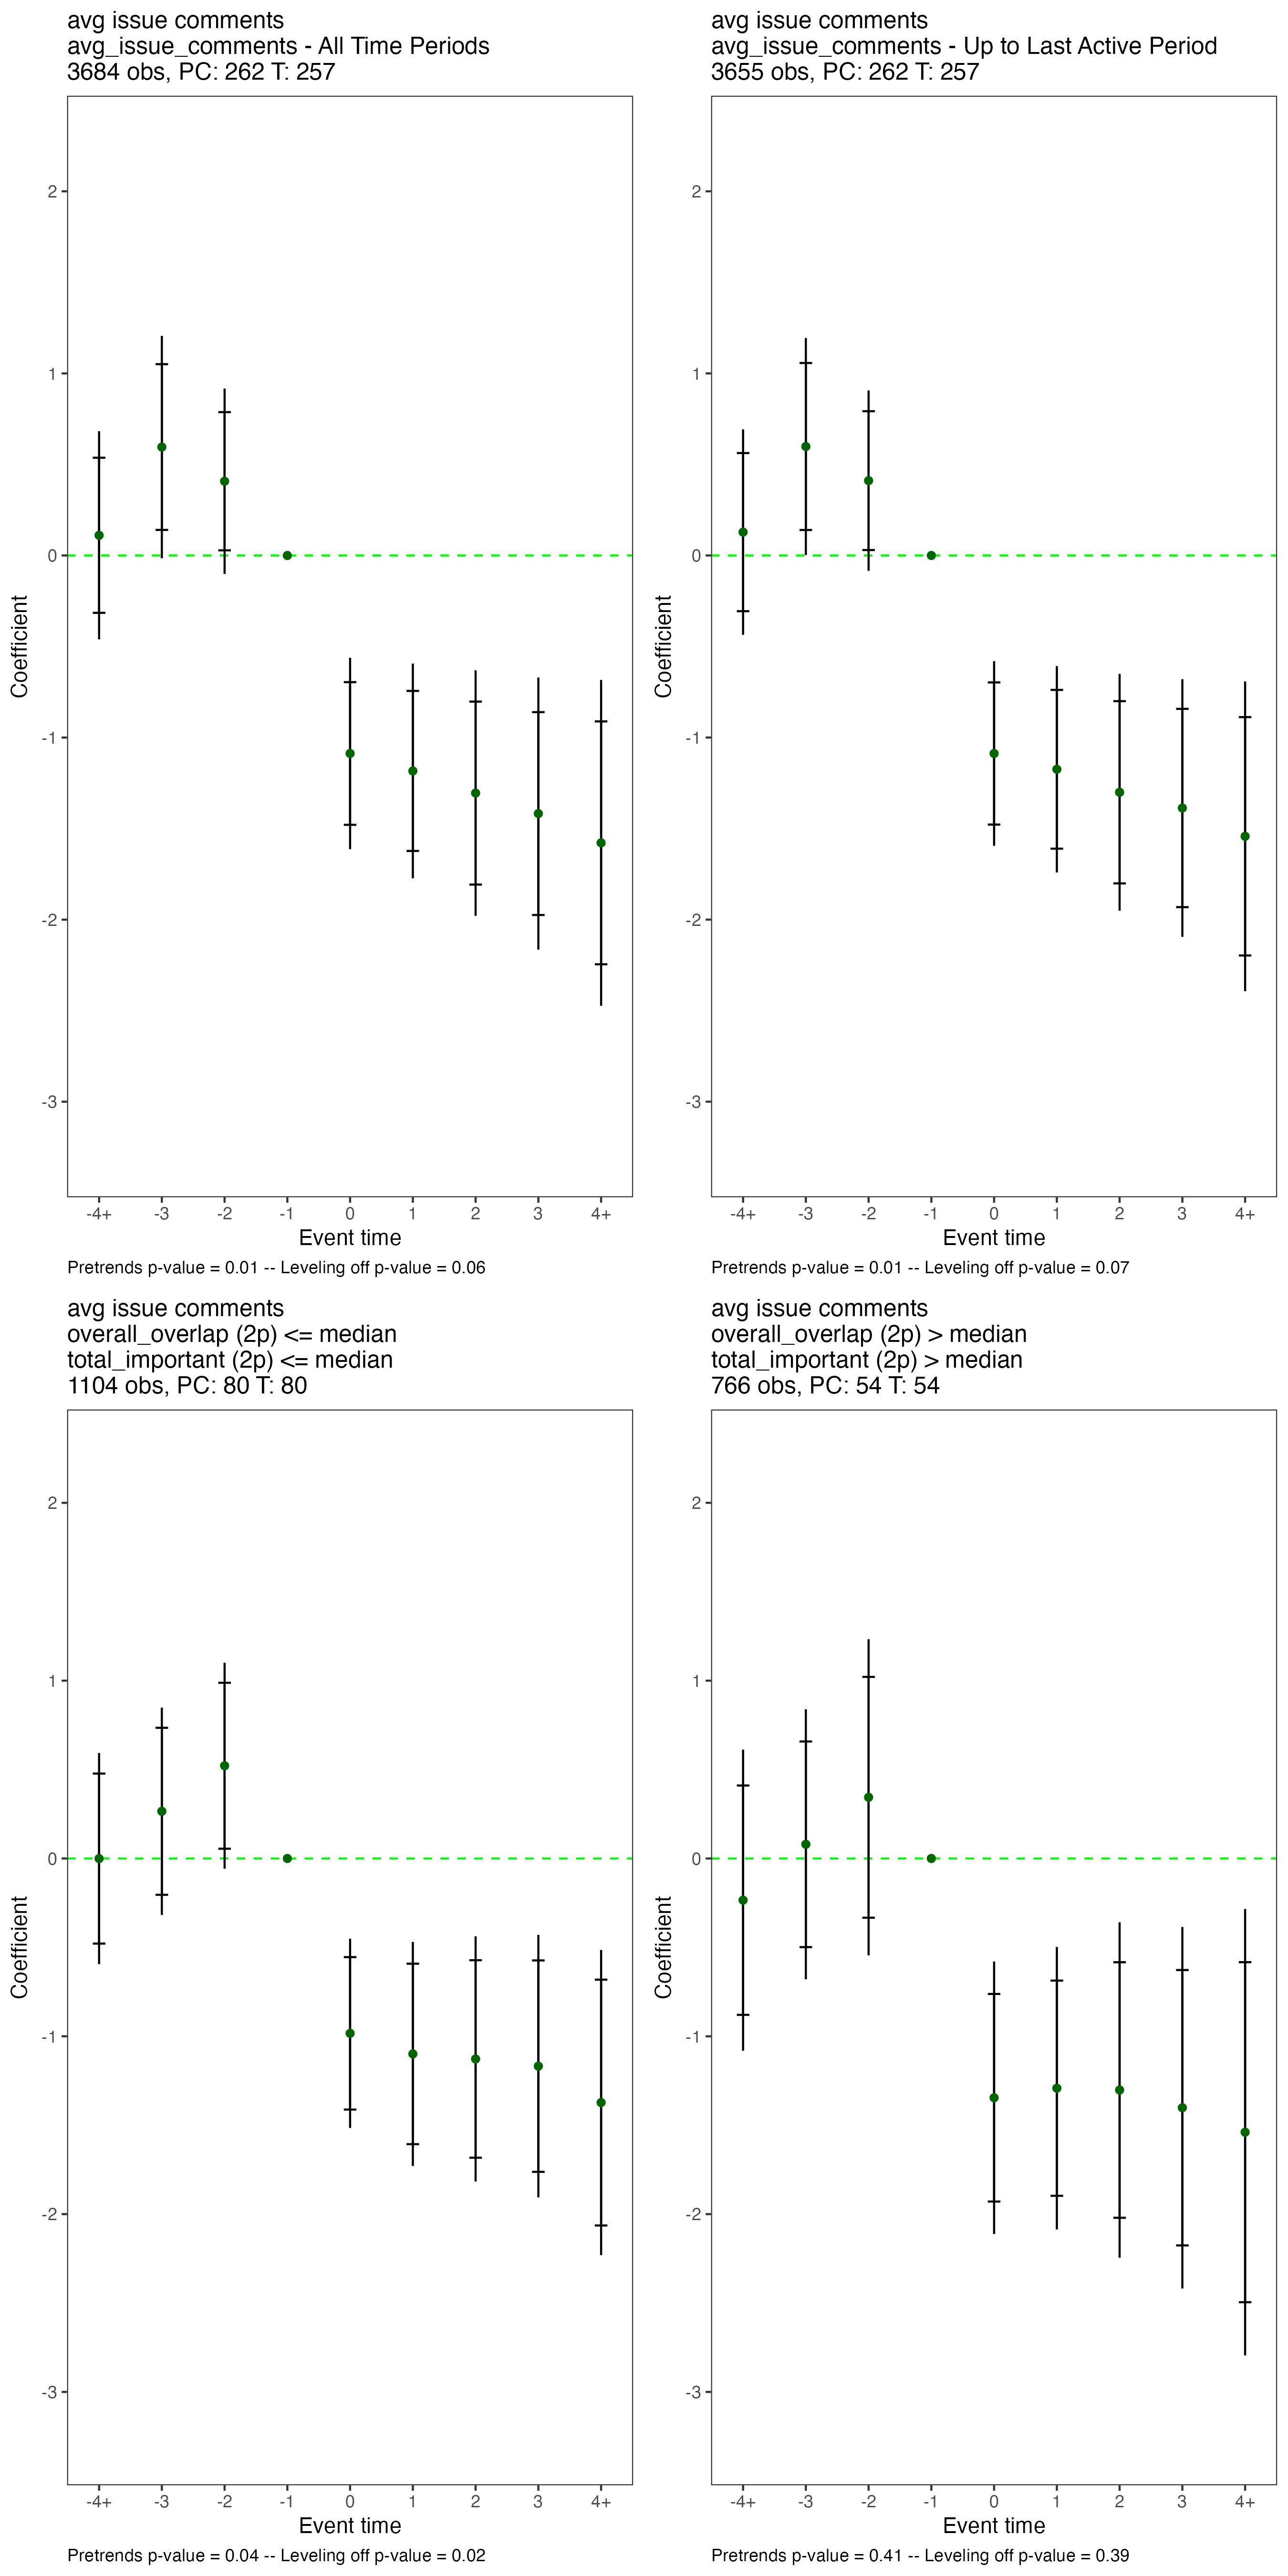 avg issue comments
avg_issue_comments - All Time Periods
3684 obs, PC: 262 T: 257
2
1
0
-1
-2
-3
Coefficient
-4+ -3 -2 -1 0 1 2 3 4+
Event time
Pretrends p-value = 0.01 -- Leveling off p-value = 0.06
avg issue comments
avg_issue_comments - Up to Last Active Period
3655 obs, PC: 262 T: 257
2
1
0
-1
-2
-3
Coefficient
-4+ -3 -2 -1 0 1 2 3 4+
Event time
Pretrends p-value = 0.01 -- Leveling off p-value = 0.07
avg issue comments
overall_overlap (2p) <= median
total_important (2p) <= median
1104 obs, PC: 80 T: 80
2
1
0
-1
-2
-3
Coefficient
-4+ -3 -2 -1 0 1 2 3 4+
Event time
Pretrends p-value = 0.04 -- Leveling off p-value = 0.02
avg issue comments
overall_overlap (2p) > median
total_important (2p) > median
766 obs, PC: 54 T: 54
2
1
0
-1
-2
-3
Coefficient
-4+ -3 -2 -1 0 1 2 3 4+
Event time
Pretrends p-value = 0.41 -- Leveling off p-value = 0.39